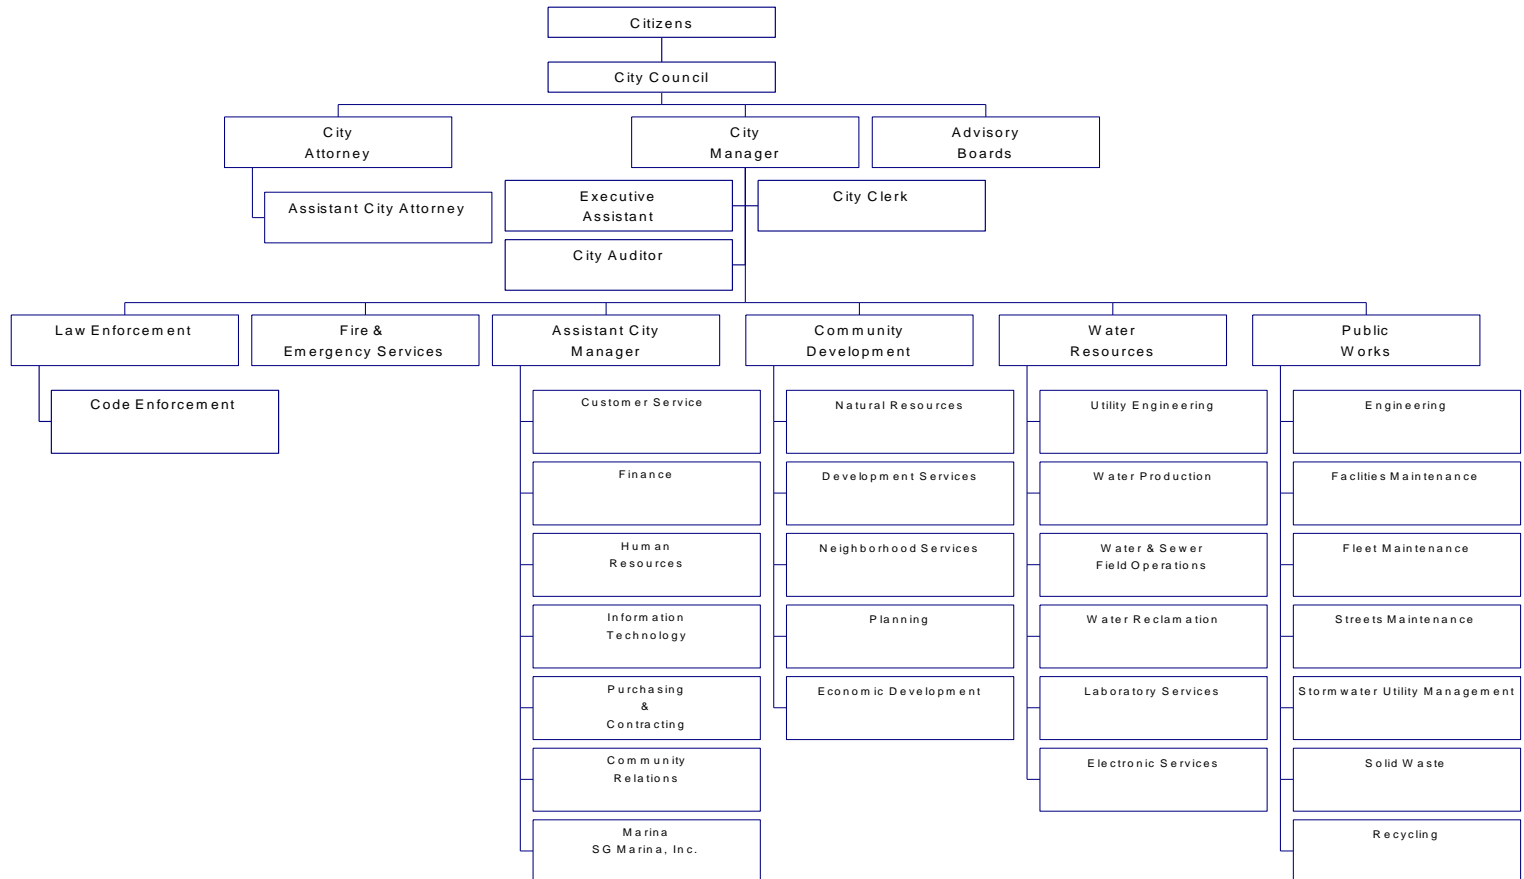 Citizens
City Council
City
Attorney
City
Manager
Advisory
Boards
Assistant City Attorney
Executive
Assistant
City Clerk
City Auditor
Law Enforcement
Fire &
Emergency Services
Assistant City
Manager
Community
Development
Water
Resources
Public
Works
Code Enforcement
Customer Service
Finance
Human
Resources
Information
Technology
Purchasing
&
Contracting
Community
Relations
Marina
SG Marina, Inc.
Natural Resources
Development Services
Neighborhood Services
Planning
Economic Development
Utility Engineering
Water Production
Water & Sewer
Field Operations
Water Reclamation
Laboratory Services
Electronic Services
Engineering
Faclities Maintenance
Fleet Maintenance
Streets Maintenance
Stormwater Utility Management
Solid Waste
Recycling